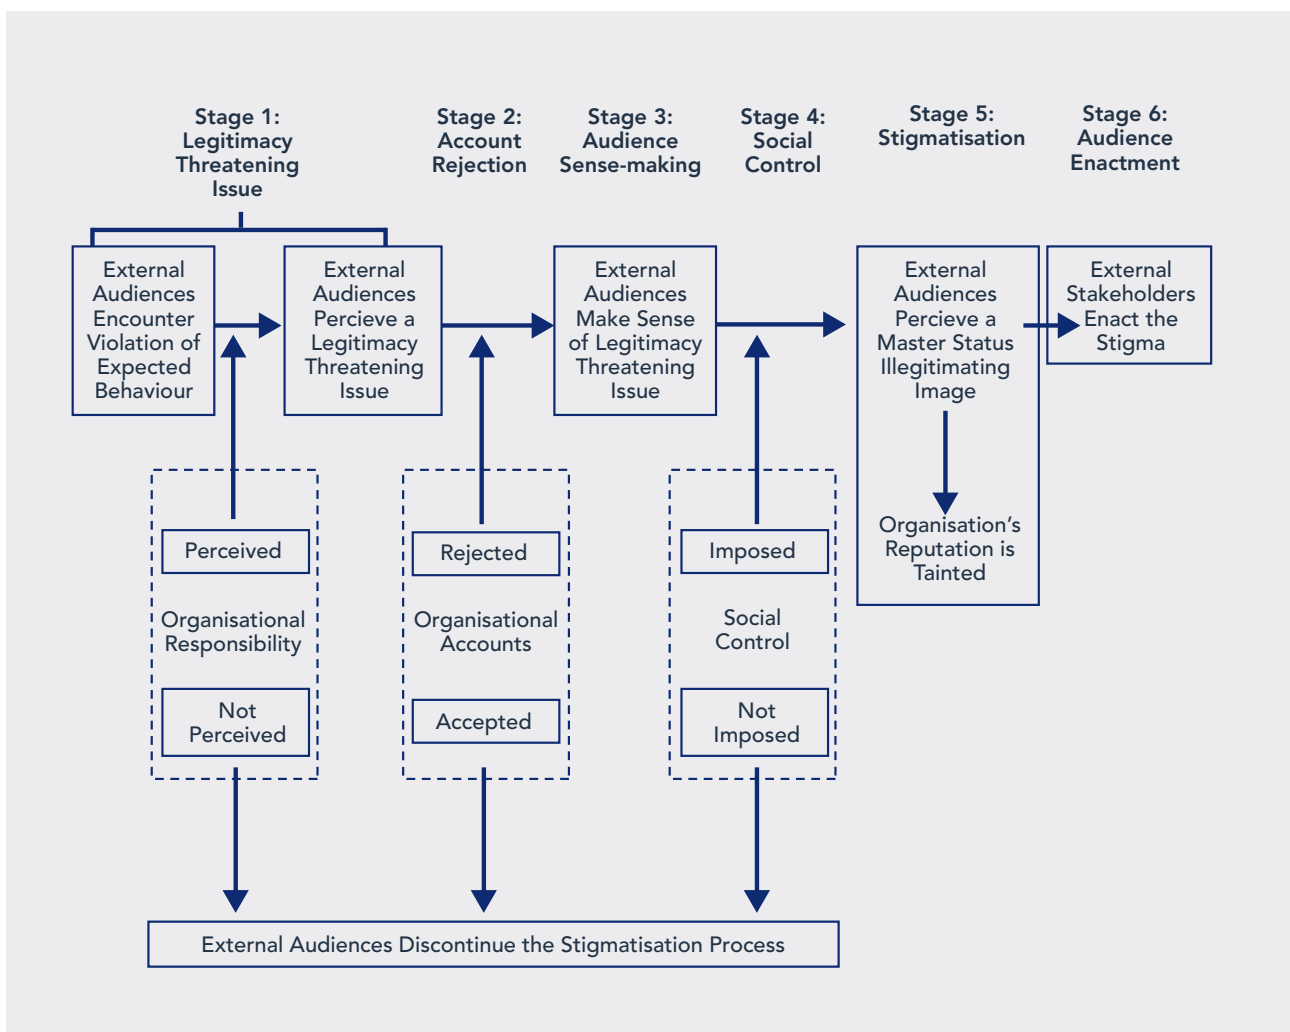 Stage 1:
Legitimacy
Threatening
Issue
Stage 2:
Account
Rejection
Stage 3:
Audience
Sense-making
Stage 4:
Social
Control
Stage 5:
Stigmatisation
Stage 6:
Audience
Enactment
External
Audiences
Encounter
Violation of
Expected
Behaviour
External
Audiences
Percieve a
Legitimacy
Threatening
Issue
External
Audiences
Make Sense
of Legitimacy
Threatening
Issue
External
Audiences
Percieve a
Master Status
Illegitimating
Image
Organisation’s
Reputation is
Tainted
External
Stakeholders
Enact the
Stigma
Perceived
Organisational
Responsibility
Not
Perceived
Rejected
Organisational
Accounts
Accepted
Imposed
Social
Control
Not
Imposed
External Audiences Discontinue the Stigmatisation Process